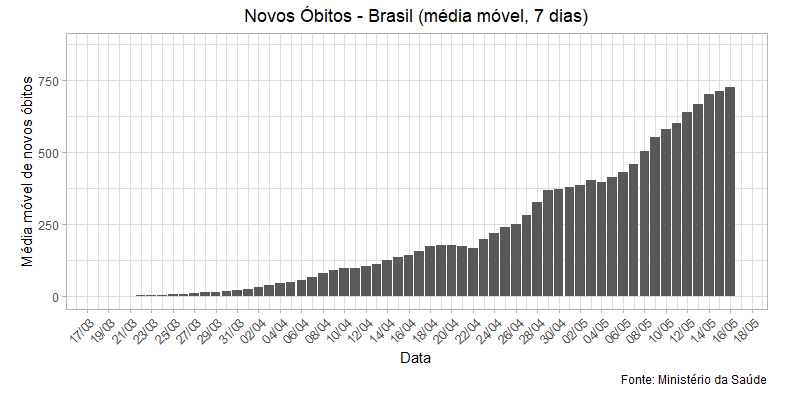 Novos Óbitos - Brasil (média móvel, 7 dias)
Média móvel de novos óbitos
750
500
250
0
17/03 19/03 21/03 23/03 25/03 27/03 29/03 31/03 02/04 04/04 06/04 08/04 10/04 12/04 14/04 16/04 18/04 20/04 22/04 24/04 26/04 28/04 30/04 02/05 04/05 06/05 08/05 10/05 12/05 14/05 16/05 18/05
Data
Fonte: Ministério da Saúde